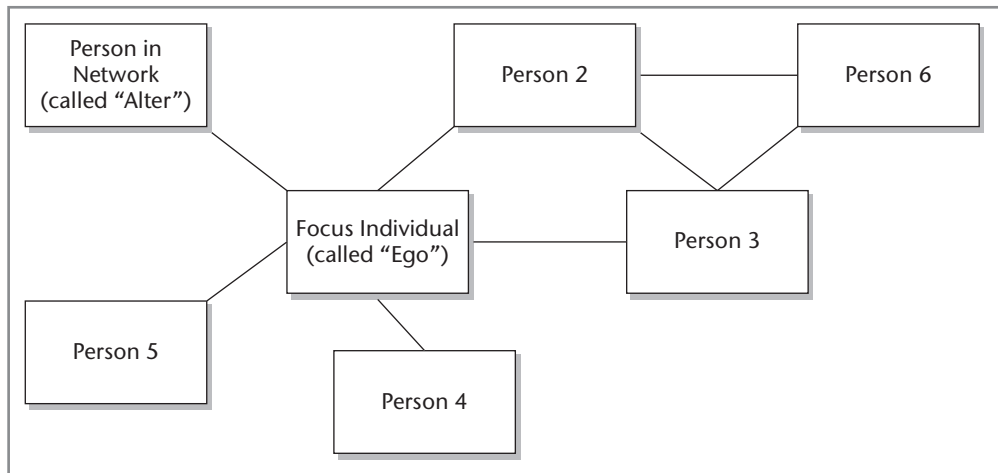 Person in
Network
(called “Alter”)
Person 2
Person 6
Focus Individual
(called “Ego”)
Person 3
Person 5
Person 4